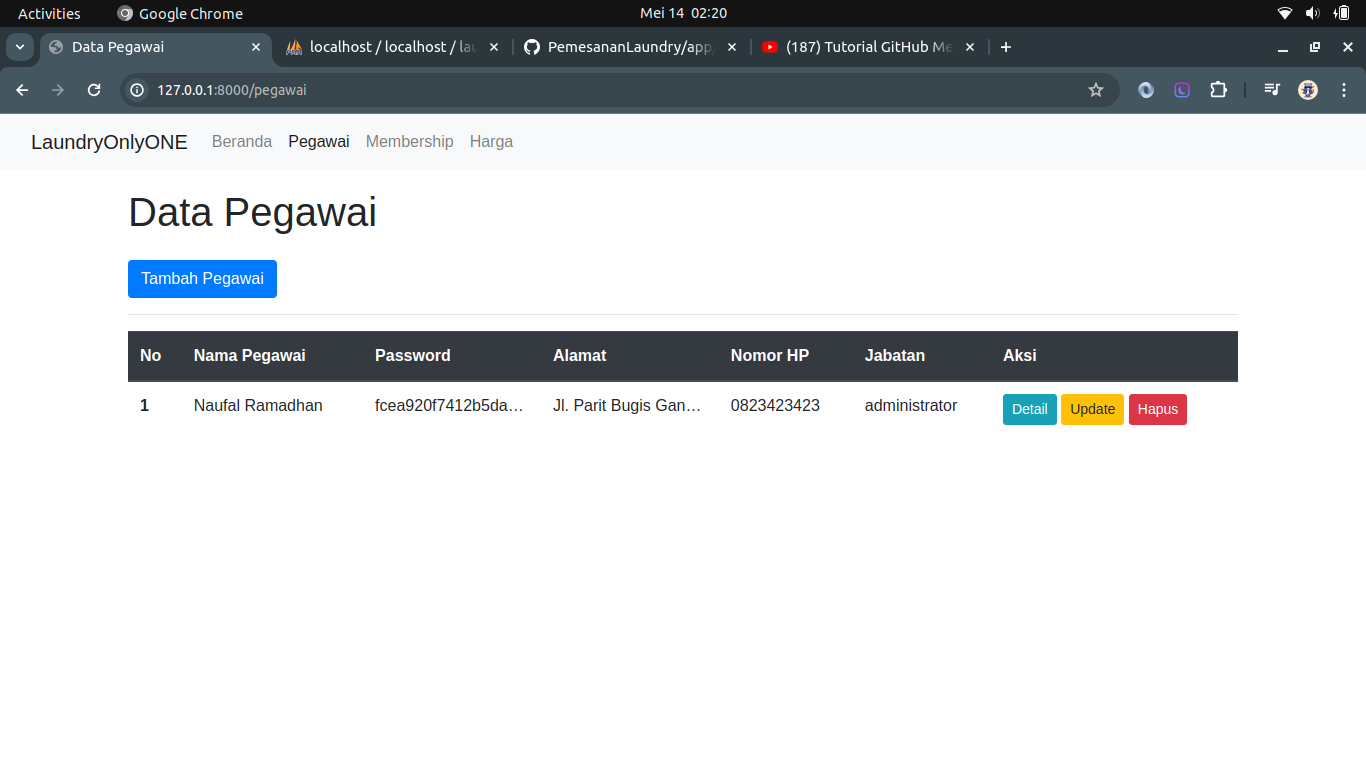 Activities Google Chrome Mei 14 02:20
Data Pegawai localhost / localhost / lau PemesananLaundry/app, (187) Tutorial GitHub Me
127.0.0.1:8000/pegawai
LaundryOnlyONE Beranda Pegawai Membership Harga
Data Pegawai
Tambah Pegawai
No Nama Pegawai Password Alamat Nomor HP Jabatan Aksi
1 Naufal Ramadhan fcea920f7412b5da... Jl. Parit Bugis Gan... 0823423423 administrator Detail Update Hapus